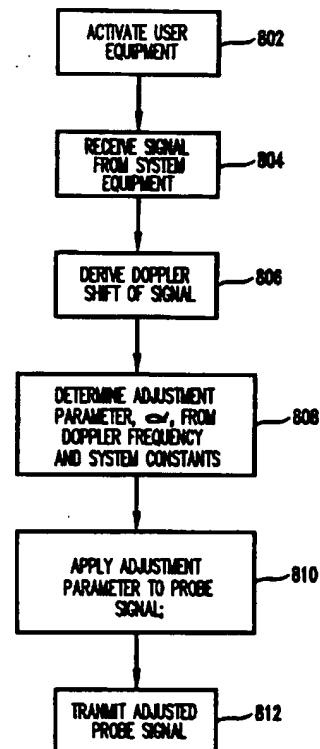 ACTIVATE USER
EQUIPMENT
802
RECEIVE SIGNAL
FROM SYSTEM
EQUIPMENT
804
DERIVE DOPPLER
SHIFT OF SIGNAL
806
DETERMINE ADJUSTMENT
PARAMETER, α, FROM
DOPPLER FREQUENCY
AND SYSTEM CONSTANTS
808
APPLY ADJUSTMENT
PARAMETER TO PROBE
SIGNAL;
810
TRANMIT ADJUSTED
PROBE SIGNAL
812